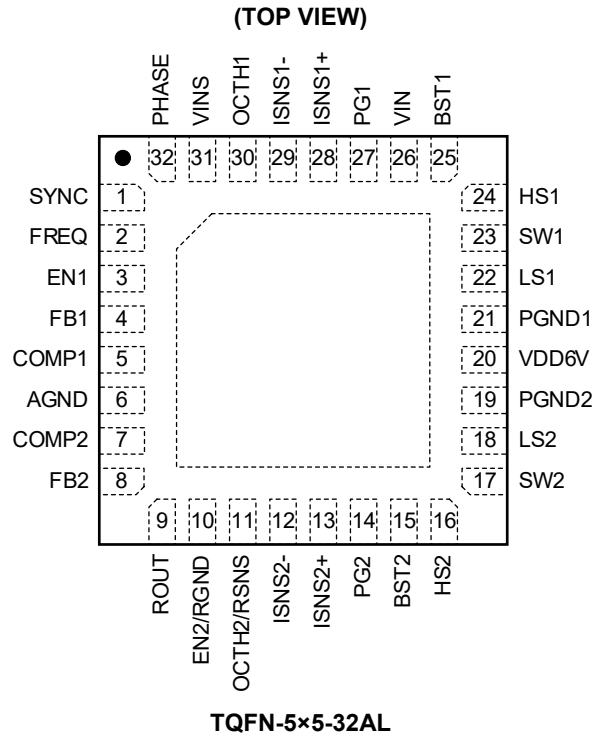 (TOP VIEW)
PHASE
VINS
OCTH1
ISNS1-
ISNS1+
PG1
VIN
BST1
32 31 30 29 28 27 26 25
SYNC 1
FREQ 2
EN1 3
FB1 4
COMP1 5
AGND 6
COMP2 7
FB2 8
24 HS1
23 SW1
22 LS1
21 PGND1
20 VDD6V
19 PGND2
18 LS2
17 SW2
9 10 11 12 13 14 15 16
ROUT
EN2/RGND
OCTH2/RSNS
ISNS2-
ISNS2+
PG2
BST2
HS2
TQFN-5×5-32AL